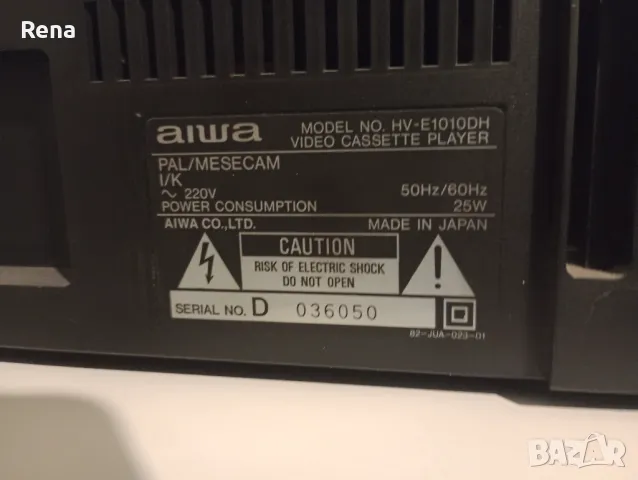 Rena
aiwa MODEL NO. HV-E1010DH
VIDEO CASSETTE PLAYER
PAL/MESECAM
I/K
~ 220V 50Hz/60Hz
POWER CONSUMPTION 25W
AIWA CO.,LTD. MADE IN JAPAN
CAUTION
RISK OF ELECTRIC SHOCK
DO NOT OPEN
SERIAL NO. D 036050
82-JUA-023-01
BAZAR